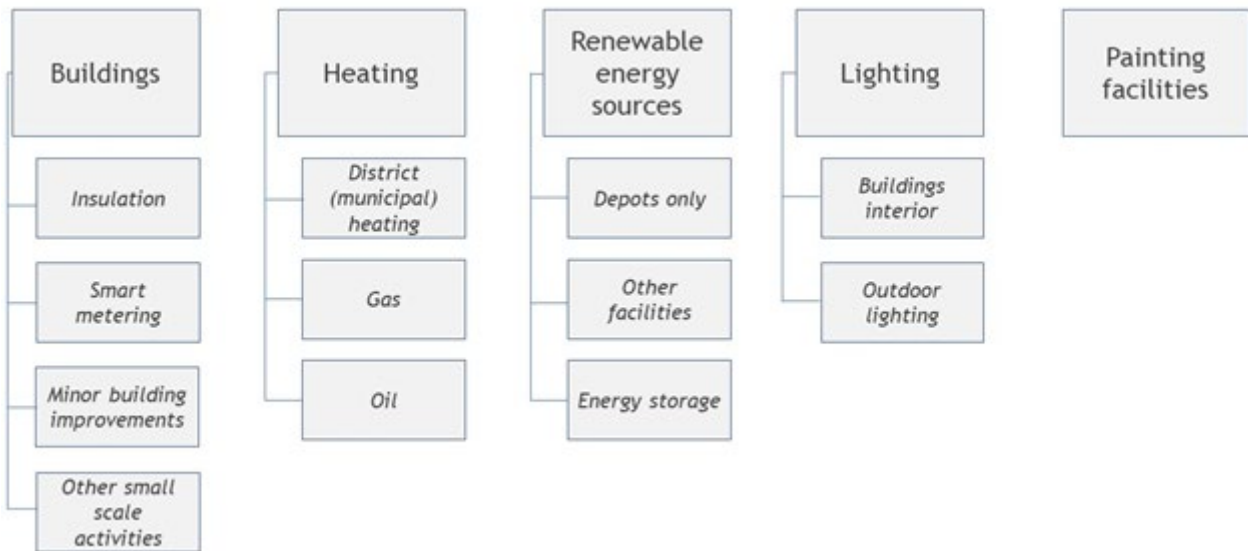 Buildings
Insulation
Smart
metering
Minor building
improvements
Other small
scale
activities
Heating
District
(municipal)
heating
Gas
Oil
Renewable
energy
sources
Depots only
Other
facilities
Energy storage
Lighting
Buildings
interior
Outdoor
lighting
Painting
facilities